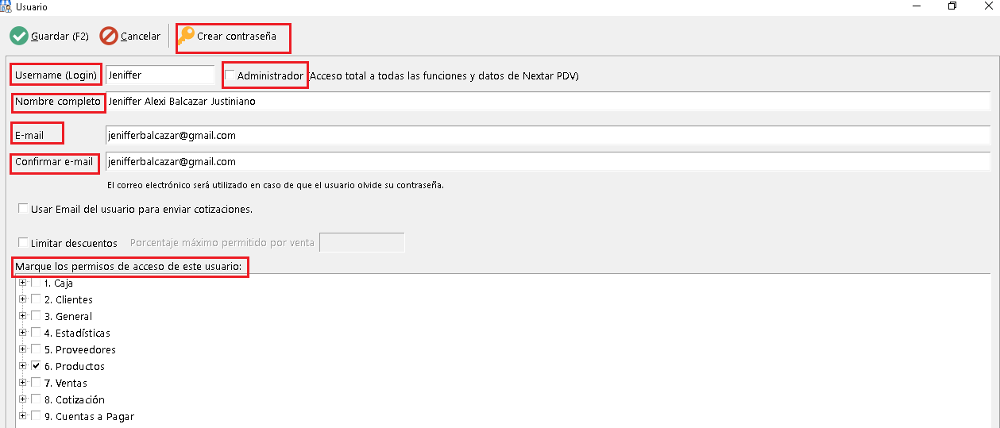 Usuario
Guardar (F2) Cancelar Crear contraseña
Username (Login) Jeniffer Administrador (Acceso total a todas las funciones y datos de Nextar PDV)
Nombre completo Jeniffer Alexi Balcazar Justiniano
E-mail jenifferbalcazar@gmail.com
Confirmar e-mail jenifferbalcazar@gmail.com
El correo electrónico será utilizado en caso de que el usuario olvide su contraseña.
Usar Email del usuario para enviar cotizaciones.
Limitar descuentos Porcentaje máximo permitido por venta
Marque los permisos de acceso de este usuario:
1. Caja
2. Clientes
3. General
4. Estadísticas
5. Proveedores
6. Productos
7. Ventas
8. Cotización
9. Cuentas a Pagar